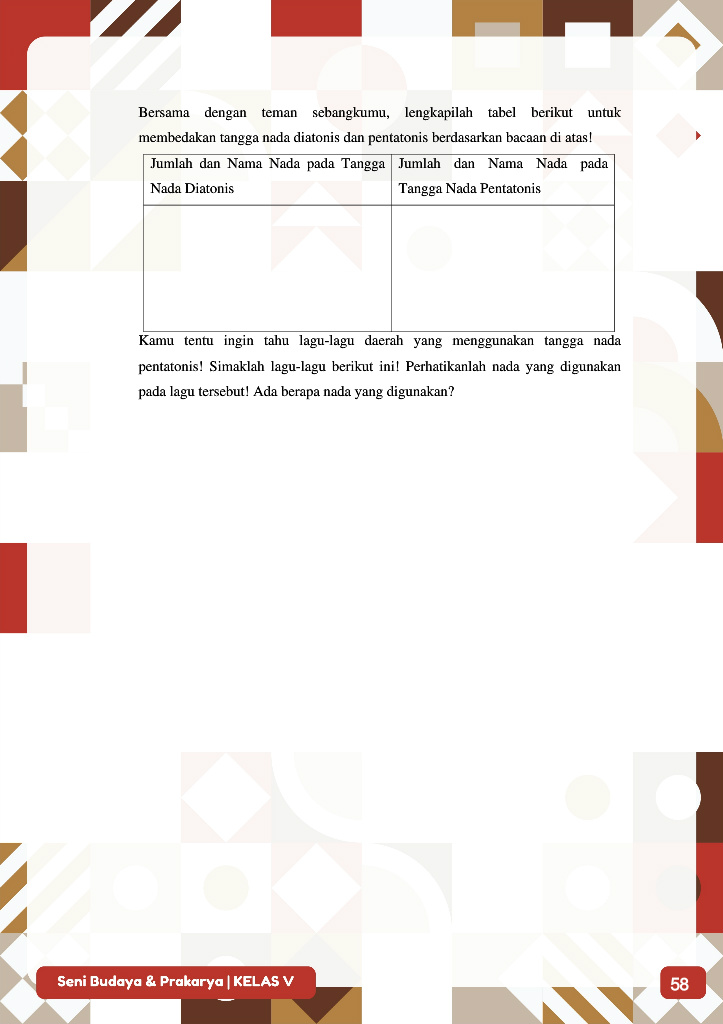 Bersama dengan teman sebangkumu, lengkapilah tabel berikut untuk
membedakan tangga nada diatonis dan pentatonis berdasarkan bacaan di atas!
Jumlah dan Nama Nada pada Tangga
Nada Diatonis
Jumlah dan Nama Nada pada
Tangga Nada Pentatonis
Kamu tentu ingin tahu lagu-lagu daerah yang menggunakan tangga nada
pentatonis! Simaklah lagu-lagu berikut ini! Perhatikanlah nada yang digunakan
pada lagu tersebut! Ada berapa nada yang digunakan?
Seni Budaya & Prakarya | KELAS V
58